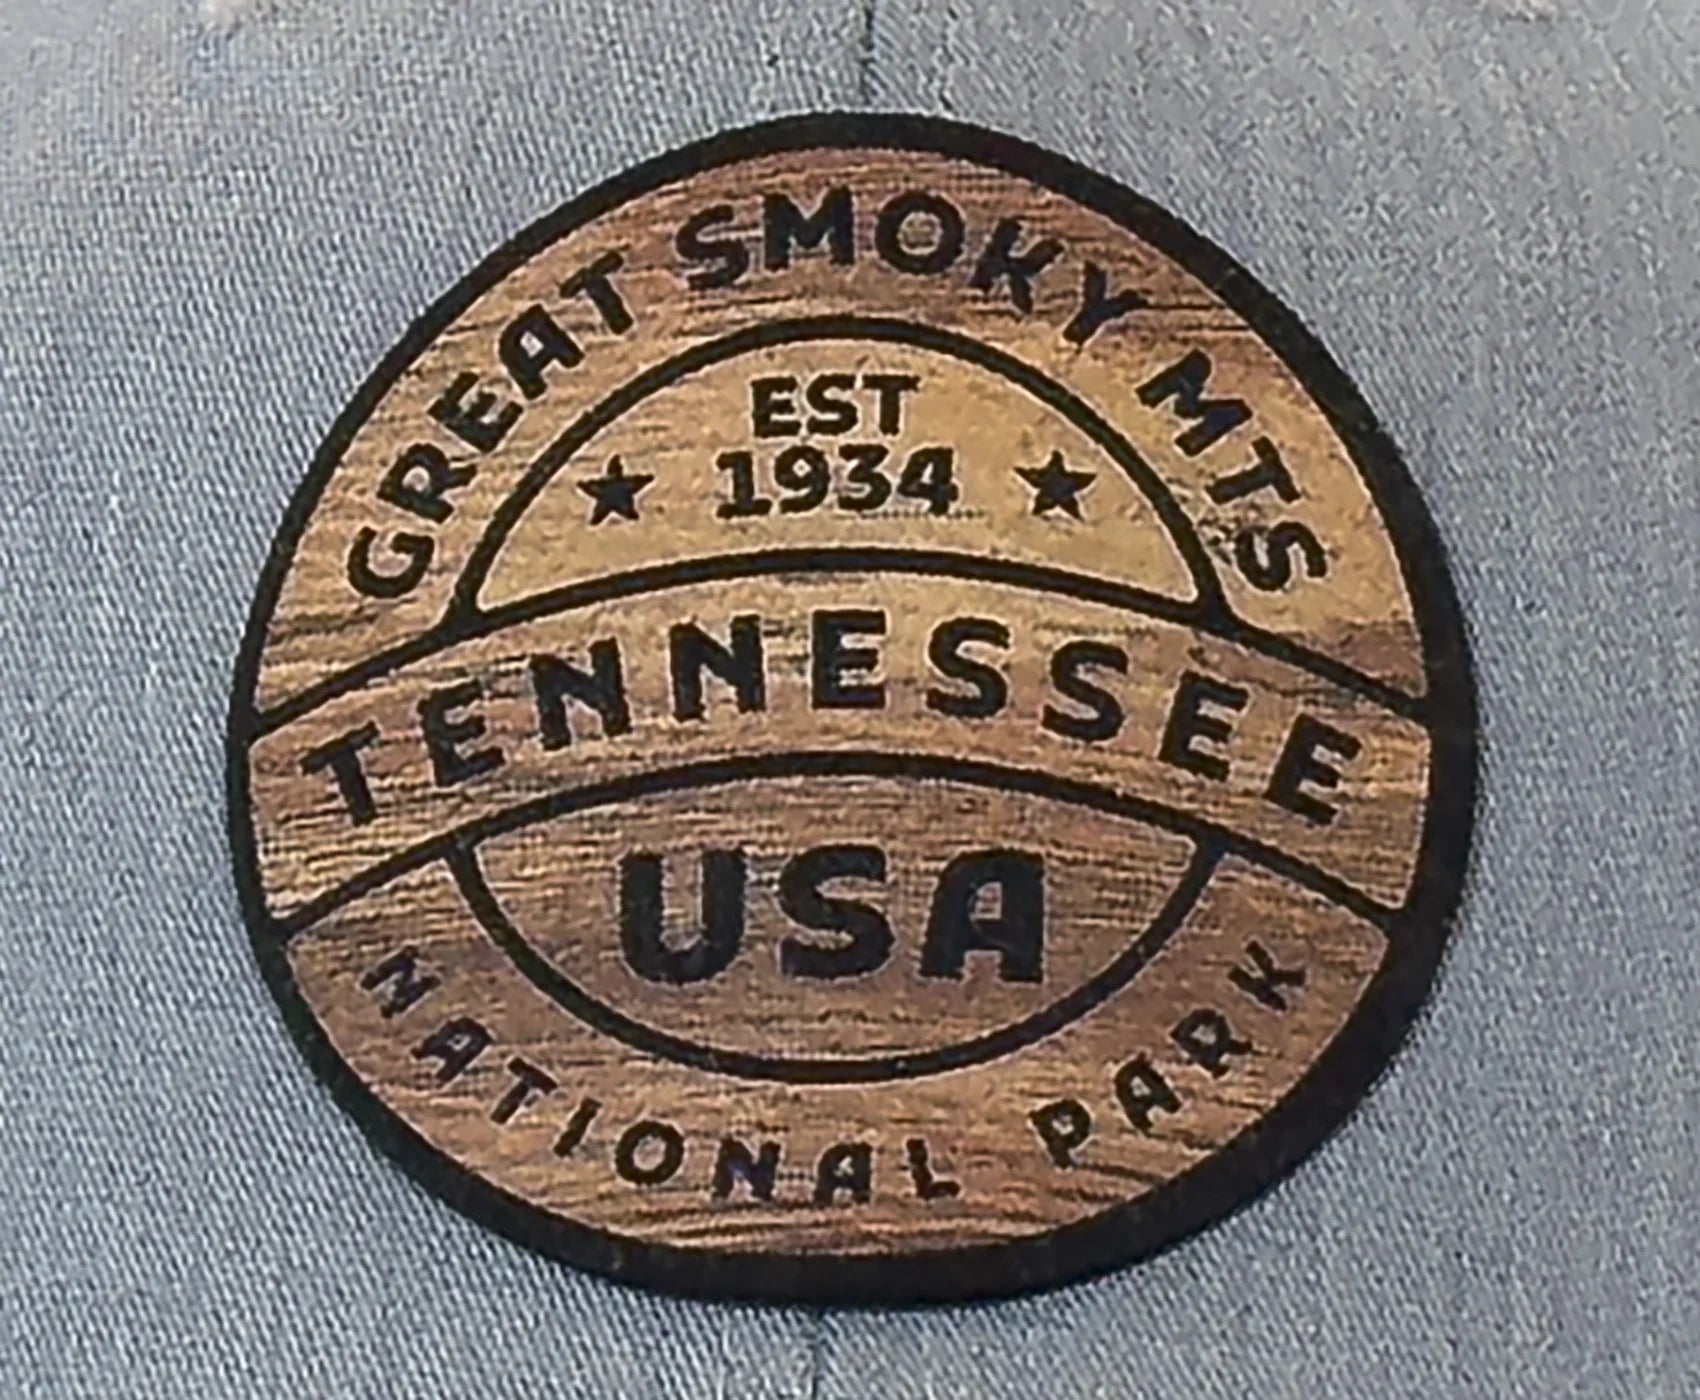 GREAT SMOKY MTS
EST
1934
TENNESSEE
USA
NATIONAL PARK